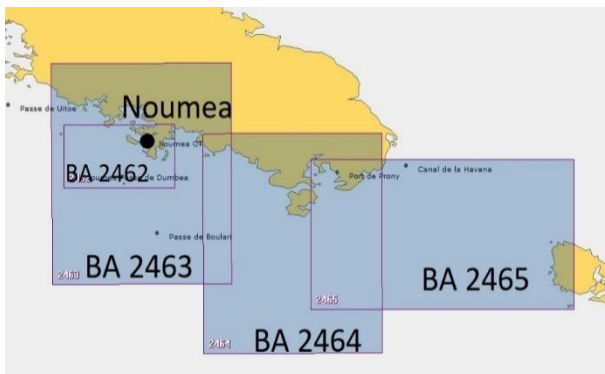 Noumea
Passe de Uitoe
Noumea
BA 2462
Passe de Dumbea
Port de Prony
Canal de la Havana
Passe de Boulari
2463
BA 2463
2465
BA 2465
2464
BA 2464